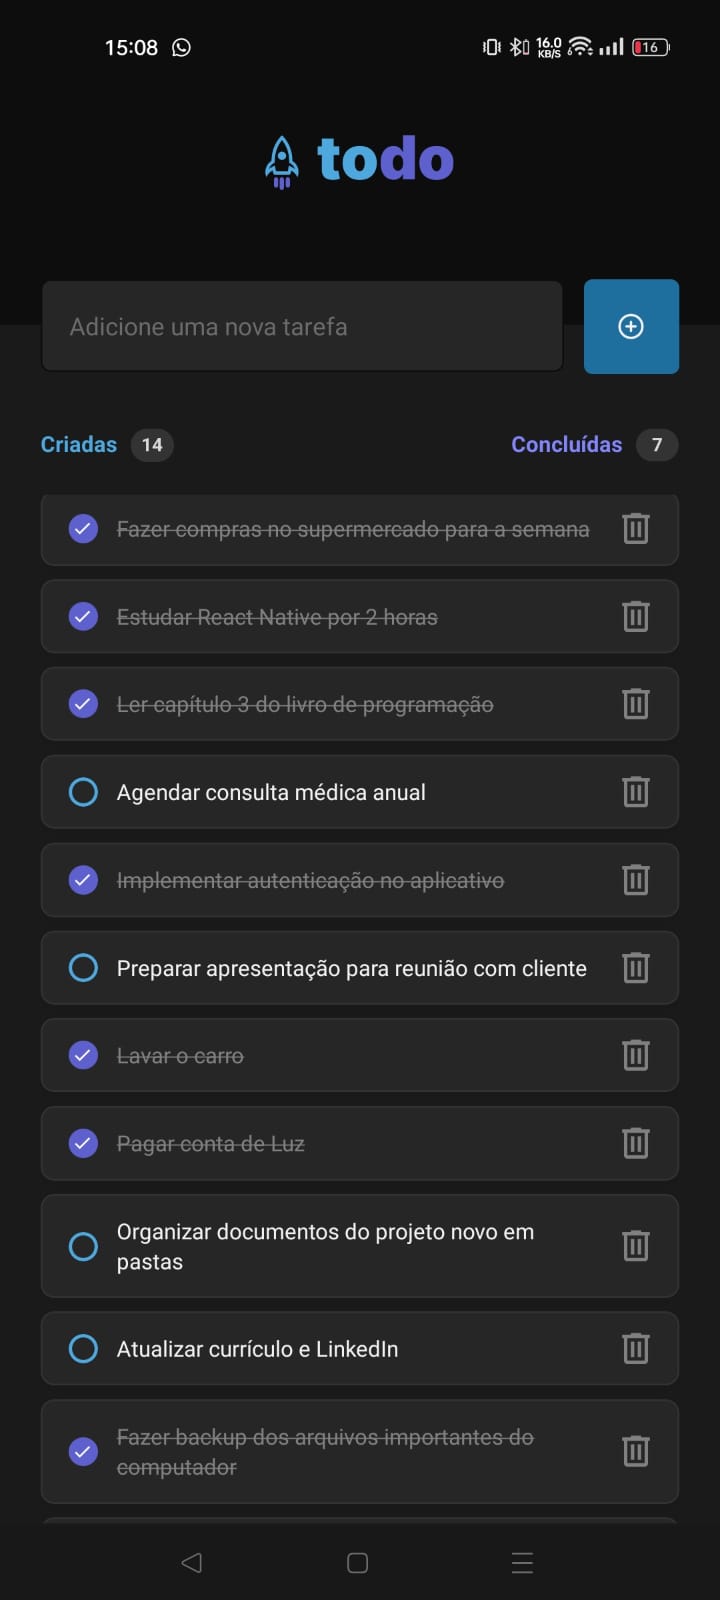 15:08
16.0
KB/S
16
todo
Adicione uma nova tarefa
Criadas 14 Concluídas 7
Fazer compras no supermercado para a semana
Estudar React Native por 2 horas
Ler capítulo 3 do livro de programação
Agendar consulta médica anual
Implementar autenticação no aplicativo
Preparar apresentação para reunião com cliente
Lavar o carro
Pagar conta de Luz
Organizar documentos do projeto novo em
pastas
Atualizar currículo e LinkedIn
Fazer backup dos arquivos importantes do
computador